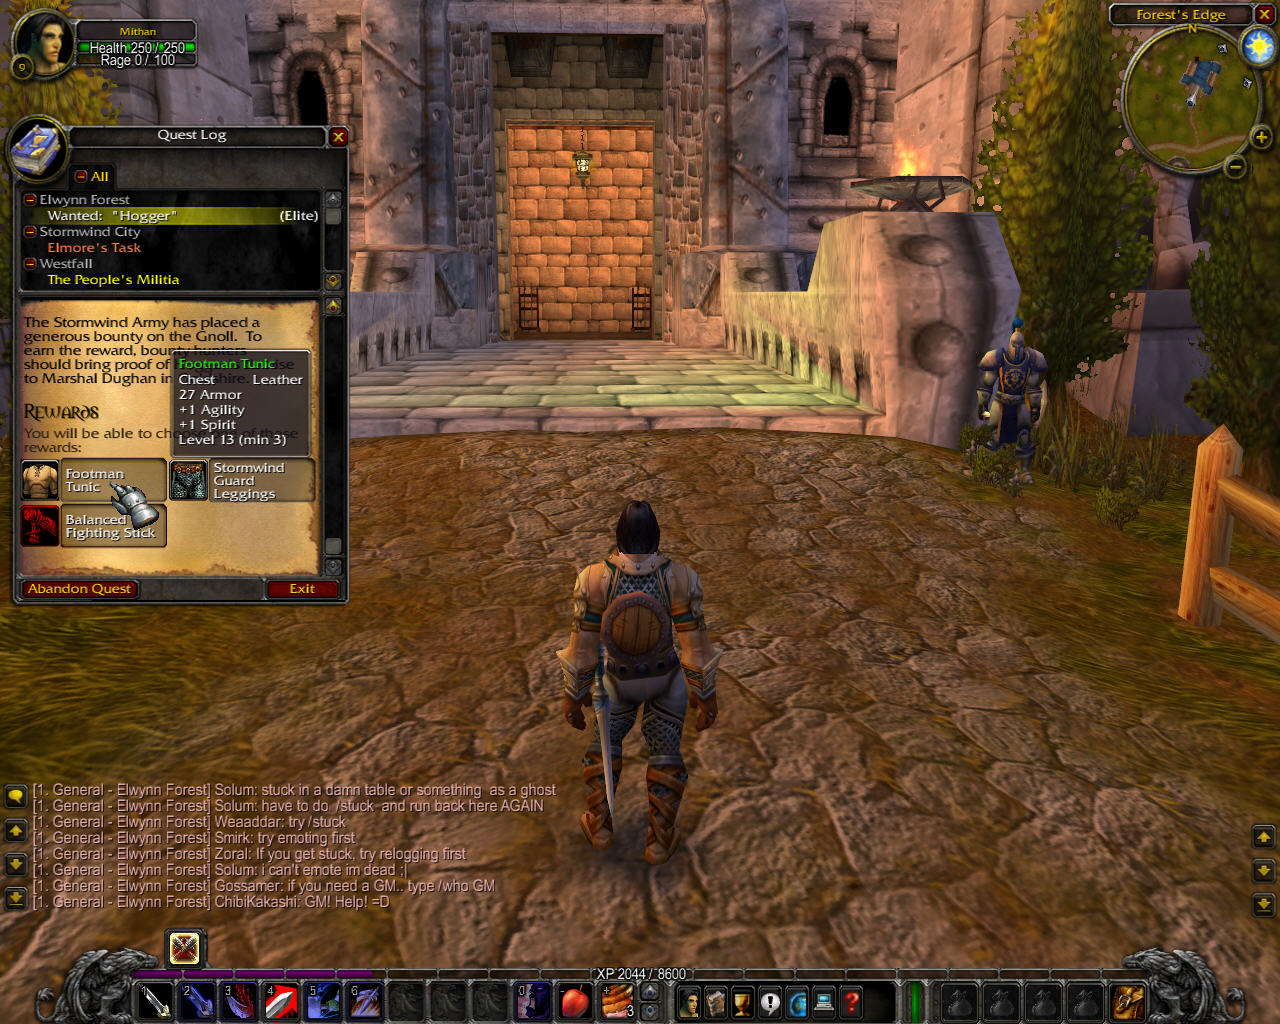 Mithan
Health 250 / 250
Rage 0 / 100
9
Forest's Edge
N
Quest Log
All
Elwynn Forest
Wanted: "Hogger" (Elite)
Stormwind City
Elmore's Task
Westfall
The People's Militia
The Stormwind Army has placed a
generous bounty on the Gnoll. To
earn the reward, bounty hunters
should bring proof of
to Marshal Dughan in
Footman Tunic
Chest Leather
27 Armor
+1 Agility
+1 Spirit
Level 13 (min 3)
Rewards
You will be able to of these
rewards:
Footman
Tunic
Stormwind
Guard
Leggings
Balanced
Fighting Stick
Abandon Quest
Exit
[1. General - Elwynn Forest] Solum: stuck in a damn table or something as a ghost
[1. General - Elwynn Forest] Solum: have to do /stuck and run back here AGAIN
[1. General - Elwynn Forest] Weaaddar: try /stuck
[1. General - Elwynn Forest] Smirk: try emoting first
[1. General - Elwynn Forest] Zoral: If you get stuck, try relogging first
[1. General - Elwynn Forest] Solum: i can't emote im dead ;|
[1. General - Elwynn Forest] Gossamer: if you need a GM.. type /who GM
[1. General - Elwynn Forest] ChibiKakashi: GM! Help! =D
XP 2044 / 8600
1 2 3 4 5 6 0 - + 3